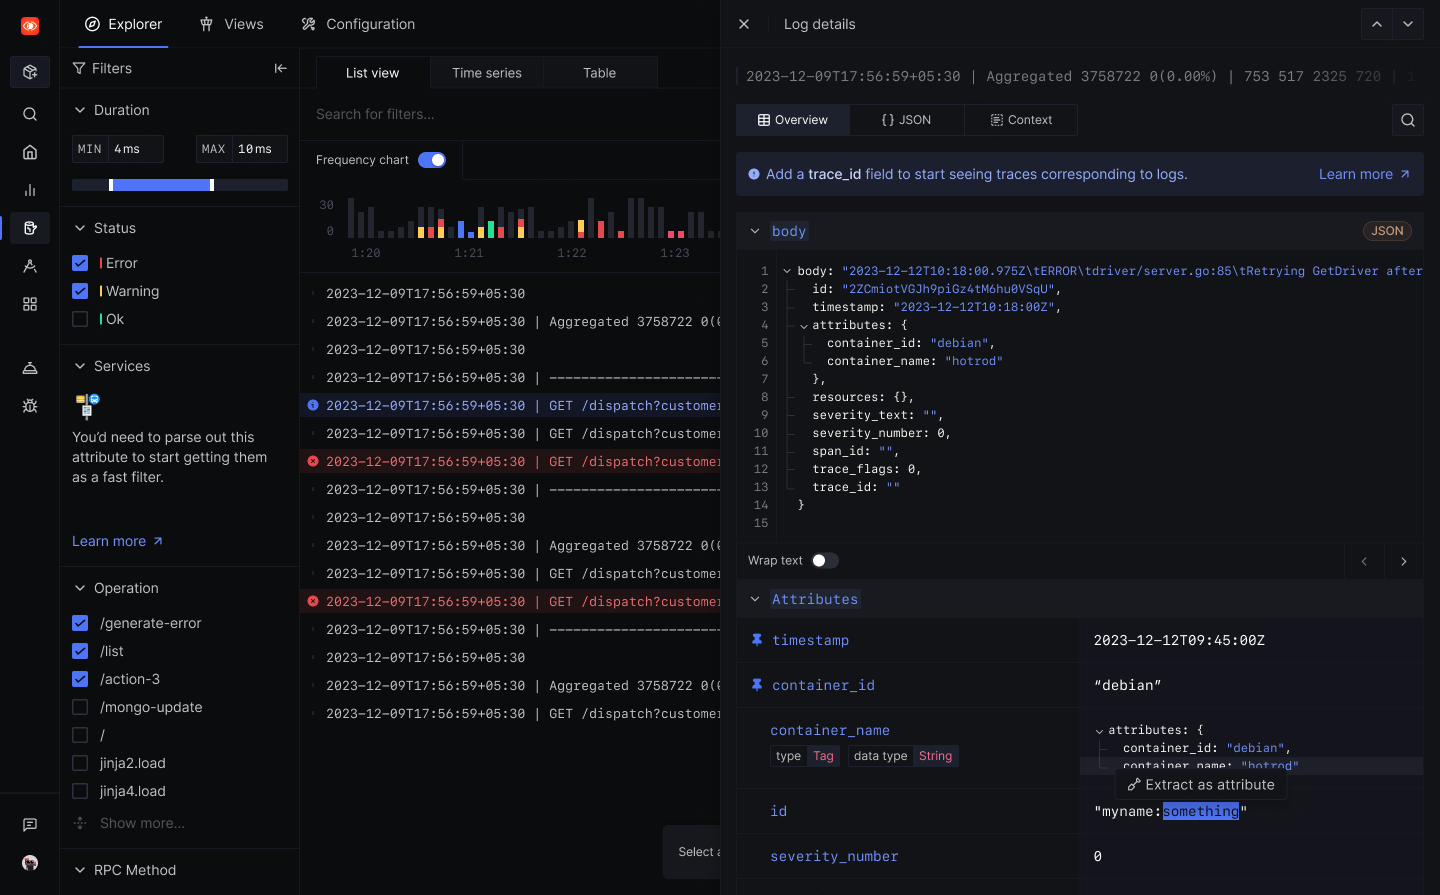 Explorer
Views
Configuration
Filters
Duration
MIN 4ms
MAX 10ms
Status
Error
Warning
Ok
Services
You'd need to parse out this
attribute to start getting them
as a fast filter.
Learn more
Operation
/generate-error
/list
/action-3
/mongo-update
/
jinja2.load
jinja4.load
Show more...
RPC Method
List view
Time series
Table
Search for filters...
Frequency chart
30
0
1:20 1:21 1:22 1:23
2023-12-09T17:56:59+05:30
2023-12-09T17:56:59+05:30 | Aggregated 3758722 0(0
2023-12-09T17:56:59+05:30
2023-12-09T17:56:59+05:30 | -----------------------
2023-12-09T17:56:59+05:30 | GET /dispatch?customer
2023-12-09T17:56:59+05:30 | GET /dispatch?customer
2023-12-09T17:56:59+05:30 | GET /dispatch?customer
2023-12-09T17:56:59+05:30 | -----------------------
2023-12-09T17:56:59+05:30
2023-12-09T17:56:59+05:30 | Aggregated 3758722 0(0
2023-12-09T17:56:59+05:30 | GET /dispatch?customer
2023-12-09T17:56:59+05:30 | GET /dispatch?customer
2023-12-09T17:56:59+05:30 | -----------------------
2023-12-09T17:56:59+05:30
2023-12-09T17:56:59+05:30 | Aggregated 3758722 0(0
2023-12-09T17:56:59+05:30 | GET /dispatch?customer
Select
Log details
2023-12-09T17:56:59+05:30 | Aggregated 3758722 0(0.00%) | 753 517 2325 720 | 1
Overview
{ } JSON
Context
Add a trace_id field to start seeing traces corresponding to logs.
Learn more
body
JSON
1 body: "2023-12-12T10:18:00.975Z\tERROR\tdriver/server.go:85\tRetrying GetDriver after
2 id: "2ZCmiotVGJh9piGz4tM6hu0VSqU",
3 timestamp: "2023-12-12T10:18:00Z",
4 attributes: {
5 container_id: "debian",
6 container_name: "hotrod"
7 },
8 resources: {},
9 severity_text: "",
10 severity_number: 0,
11 span_id: "",
12 trace_flags: 0,
13 trace_id: ""
14 }
15
Wrap text
Attributes
timestamp
2023-12-12T09:45:00Z
container_id
“debian”
container_name
type Tag
data type String
attributes: {
container_id: "debian",
container_name: "hotrod"
Extract as attribute
id
"myname:something"
severity_number
0